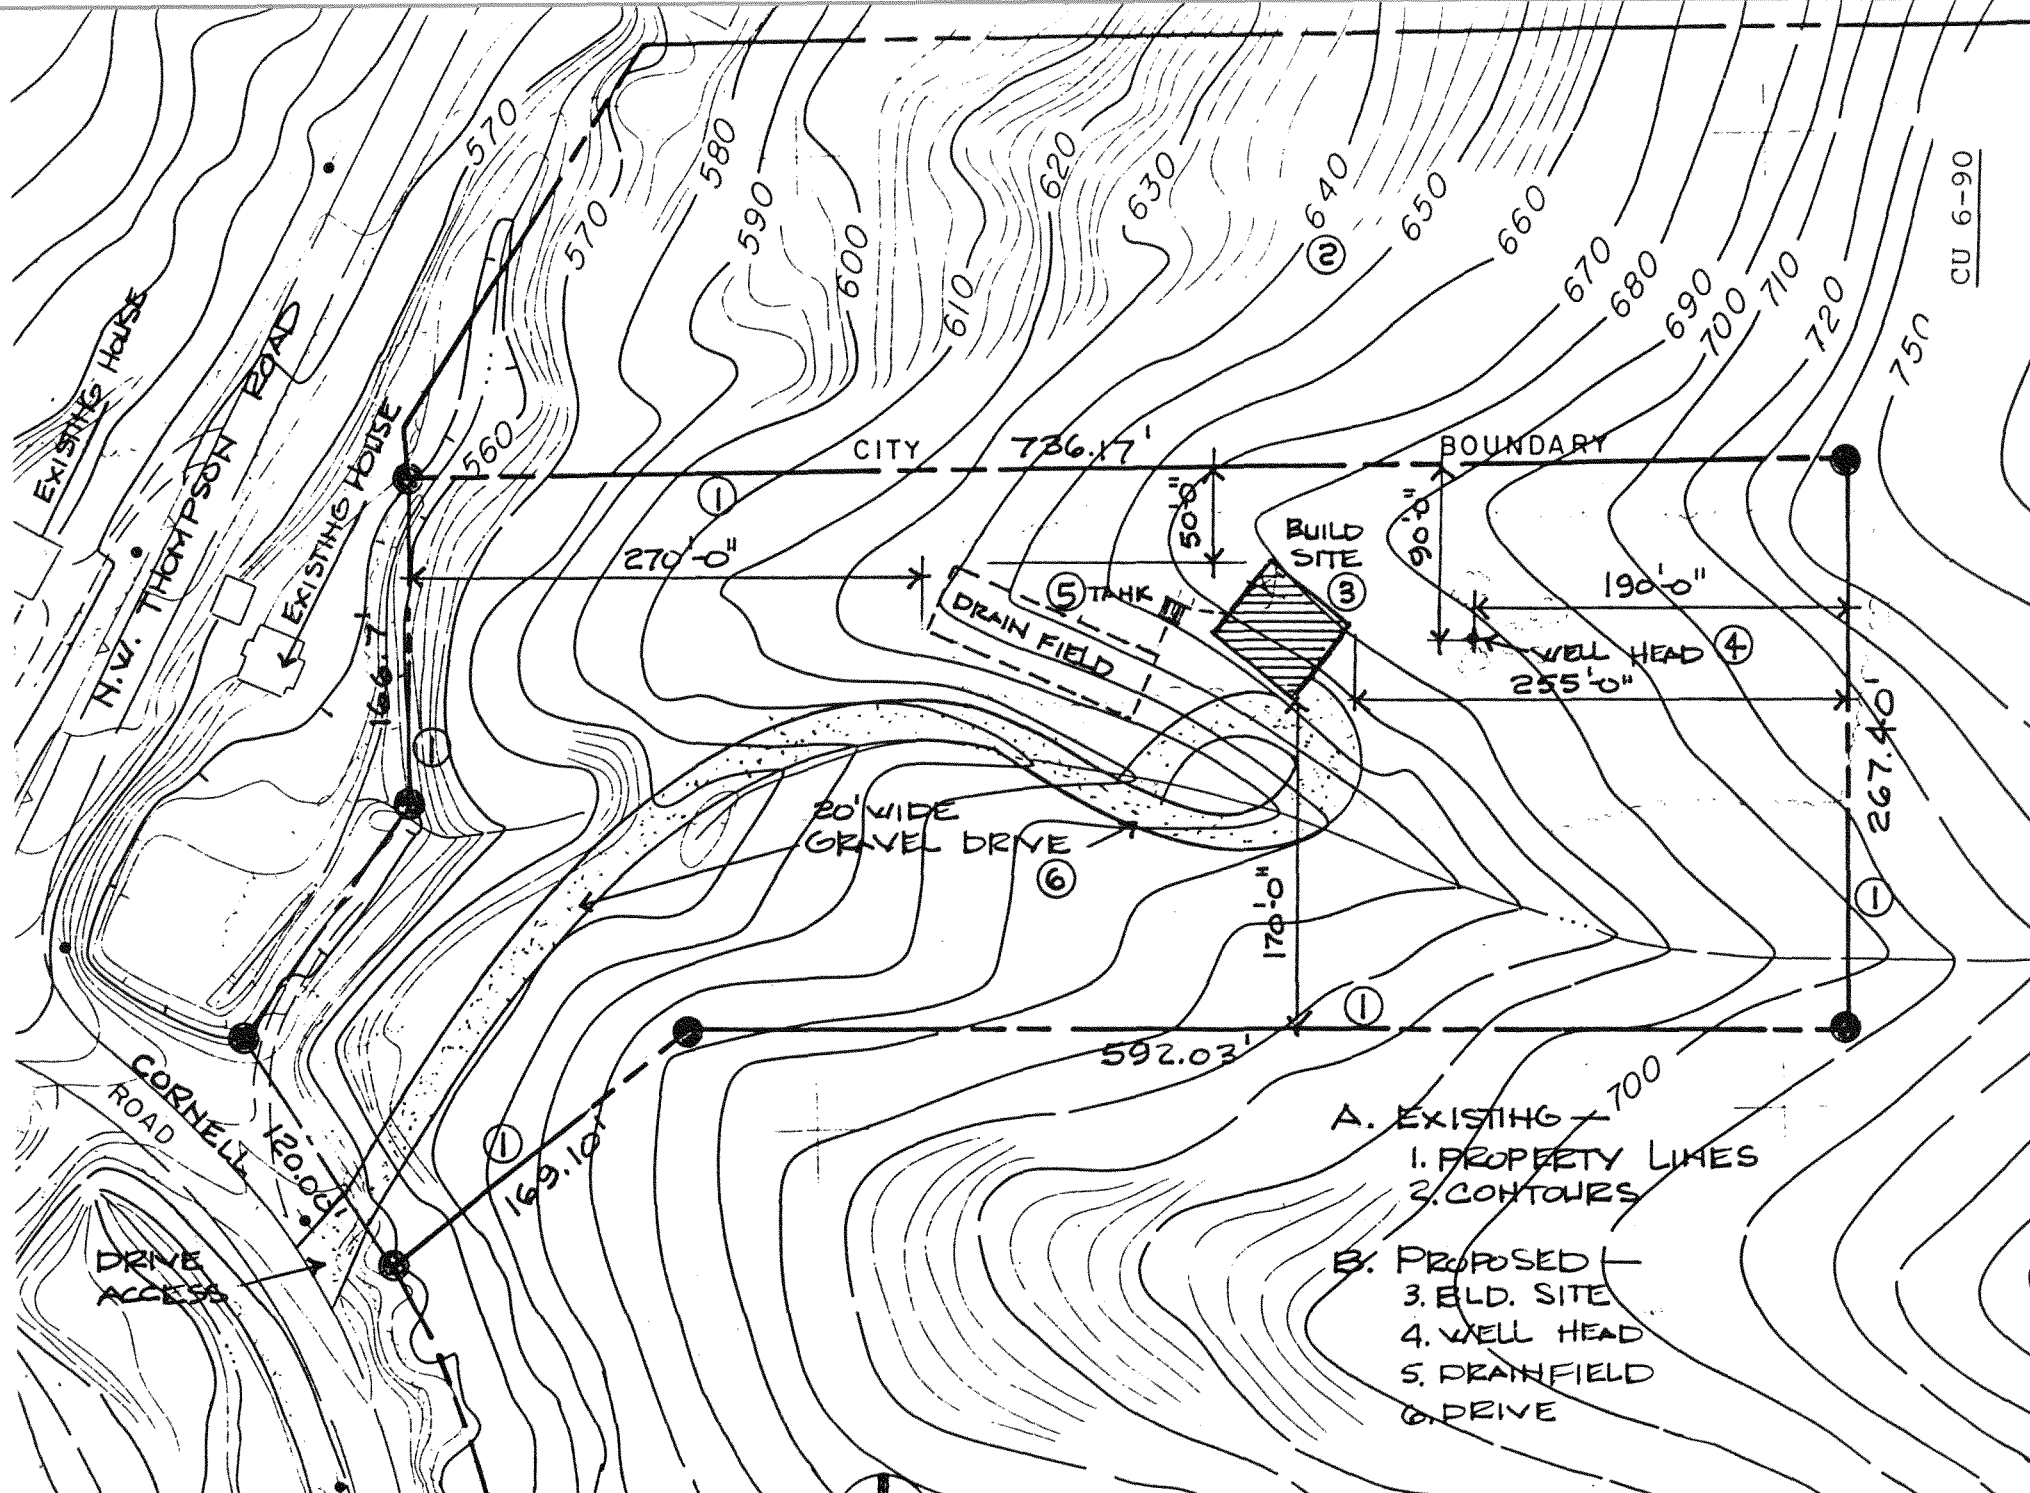 570
580
590
570
600
610
620
630
640
②
650
660
670
680
690
700
710
720
750
CU 6-90
EXISTING HOUSE
N.W. THOMPSON ROAD
EXISTING HOUSE
560
CITY 736.17' BOUNDARY
①
270'-0"
50'-0"
BUILD
SITE
③
90'-0"
190'-0"
⑤ TANK
DRAIN FIELD
WELL HEAD ④
255'-0"
166.7'
①
267.40'
①
20' WIDE
GRAVEL DRIVE
⑥
170'-0"
①
592.03'
CORNELL
ROAD
120.00'
①
169.10'
DRIVE
ACCESS
700
A. EXISTING —
1. PROPERTY LINES
2. CONTOURS
B. PROPOSED —
3. BLD. SITE
4. WELL HEAD
5. DRAINFIELD
6. DRIVE